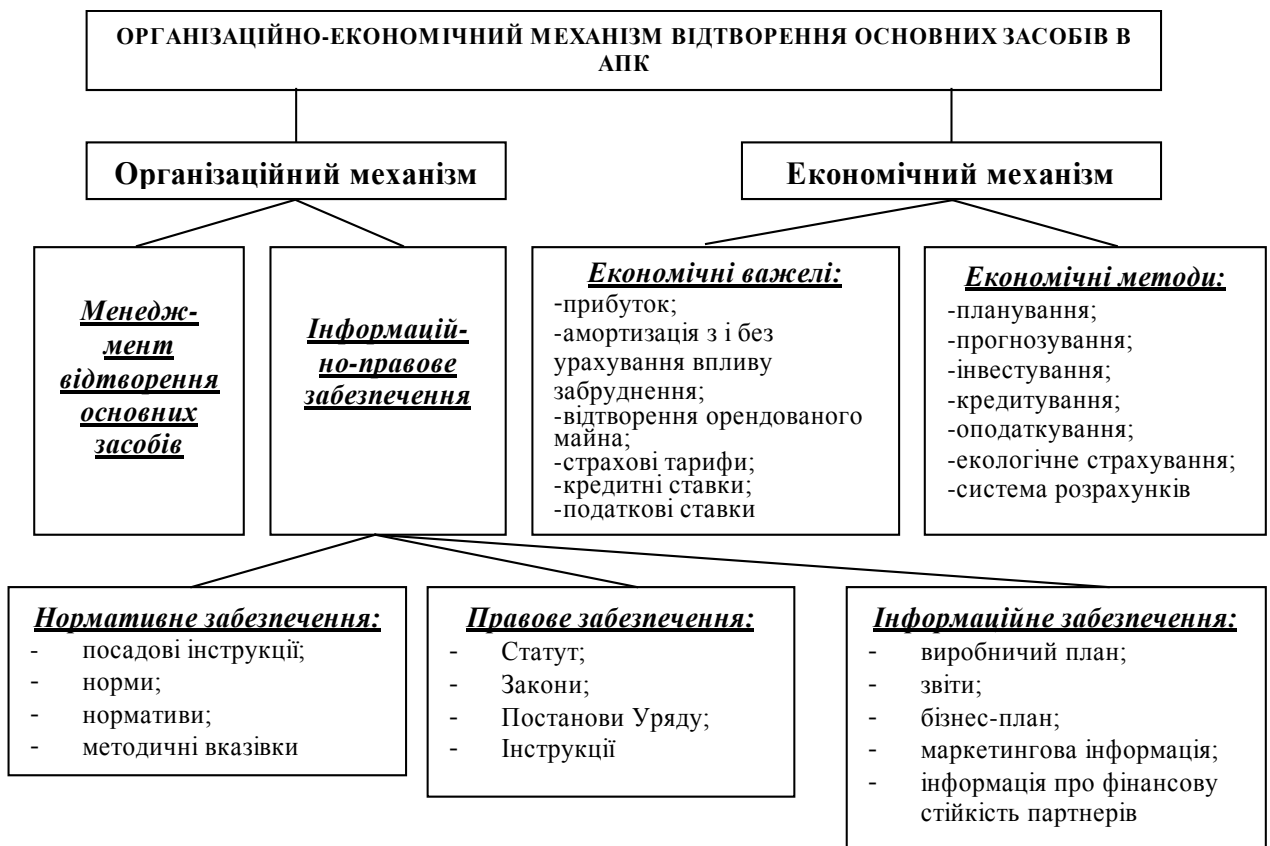 ОРГАНІЗАЦІЙНО-ЕКОНОМІЧНИЙ МЕХАНІЗМ ВІДТВОРЕННЯ ОСНОВНИХ ЗАСОБІВ В
АПК
Організаційний механізм
Економічний механізм
Менедж-
мент
відтворення
основних
засобів
Інформацій-
но-правове
забезпечення
Економічні важелі:
-прибуток;
-амортизація з і без
урахування впливу
забруднення;
-відтворення орендованого
майна;
-страхові тарифи;
-кредитні ставки;
-податкові ставки
Економічні методи:
-планування;
-прогнозування;
-інвестування;
-кредитування;
-оподаткування;
-екологічне страхування;
-система розрахунків
Нормативне забезпечення:
- посадові інструкції;
- норми;
- нормативи;
- методичні вказівки
Правове забезпечення:
- Статут;
- Закони;
- Постанови Уряду;
- Інструкції
Інформаційне забезпечення:
- виробничий план;
- звіти;
- бізнес-план;
- маркетингова інформація;
- інформація про фінансову
стійкість партнерів